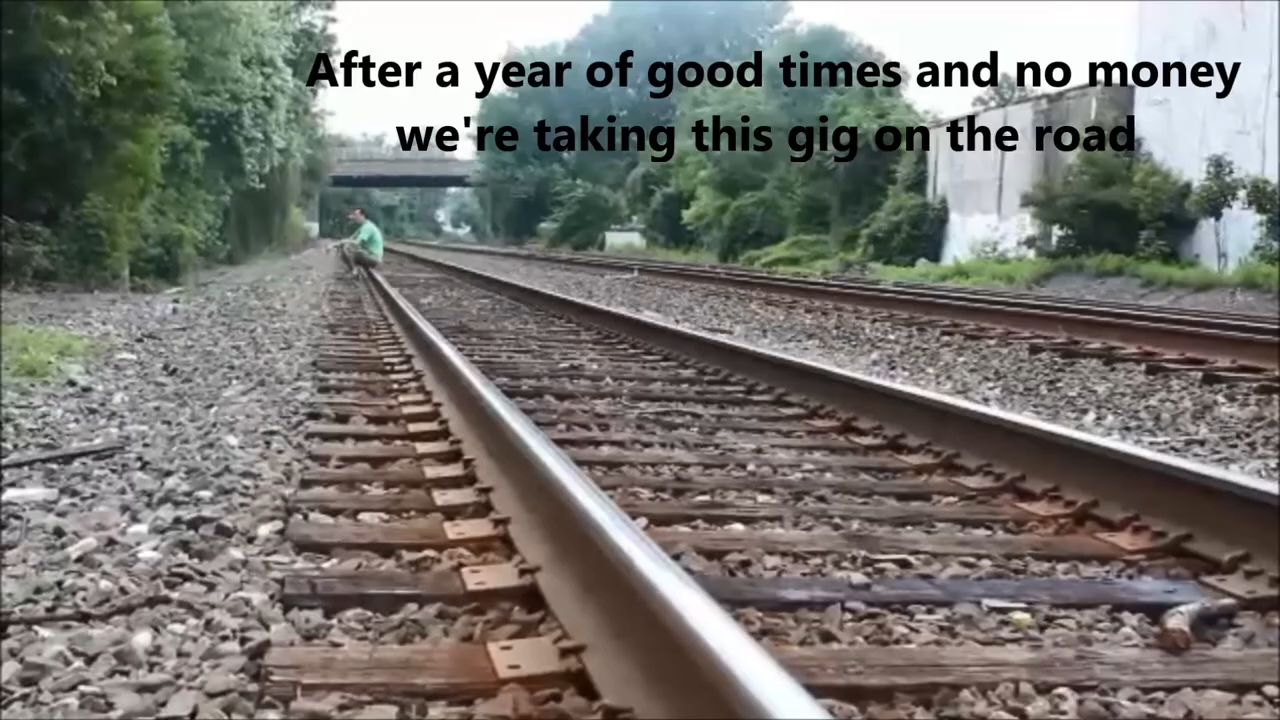 After a year of good times and no money
we're taking this gig on the road